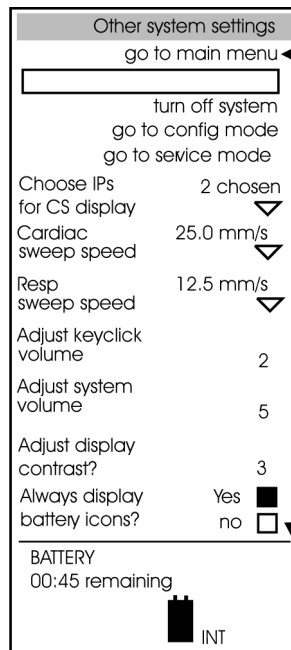 Other system settings
go to main menu
turn off system
go to config mode
go to service mode
Choose IPs 2 chosen
for CS display
Cardiac 25.0 mm/s
sweep speed
Resp 12.5 mm/s
sweep speed
Adjust keyclick
volume 2
Adjust system
volume 5
Adjust display
contrast? 3
Always display Yes
battery icons? no
BATTERY
00:45 remaining
INT